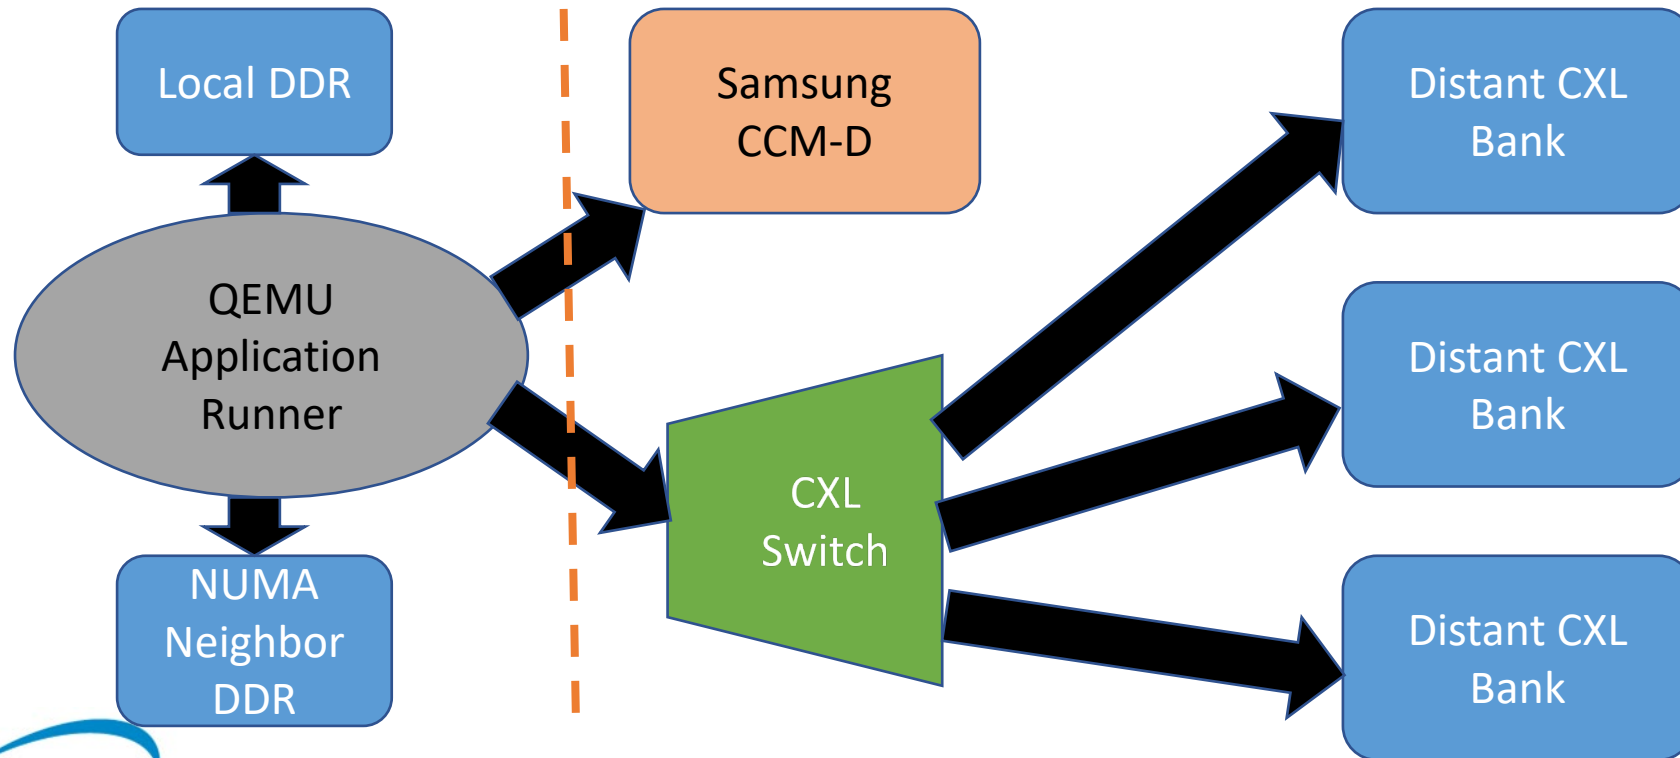 Local DDR
Samsung
CCM-D
Distant CXL
Bank
QEMU
Application
Runner
Distant CXL
Bank
CXL
Switch
NUMA
Neighbor
DDR
Distant CXL
Bank